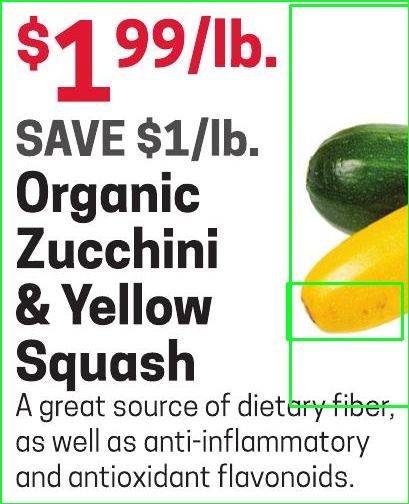 $1 99/lb.
SAVE $1/lb.
Organic
Zucchini
& Yellow
Squash
A great source of dietary fiber,
as well as anti-inflammatory
and antioxidant flavonoids.